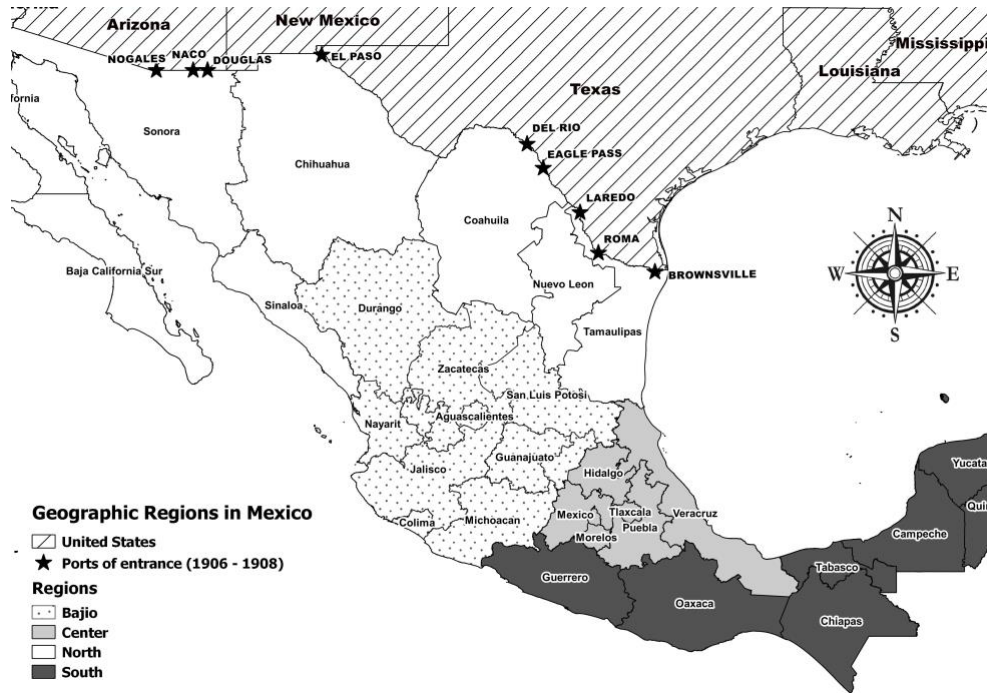 Arizona
New Mexico
Mississippi
NOGALES
NACO
DOUGLAS
EL PASO
Louisiana
Texas
fornia
Sonora
DEL RIO
EAGLE PASS
Chihuahua
LAREDO
Coahuila
N
ROMA
W
E
Baja California Sur
BROWNSVILLE
Nuevo Leon
Sinaloa
Durango
S
Tamaulipas
Zacatecas
San Luis Potosi
Aguascalientes
Nayarit
Guanajuato
Jalisco
Hidalgo
Yucata
Geographic Regions in Mexico
Mexico
Tlaxcala
Veracruz
Quin
Colima
Michoacan
Puebla
Campeche
United States
Morelos
Ports of entrance (1906 - 1908)
Tabasco
Guerrero
Regions
Oaxaca
Bajio
Chiapas
Center
North
South